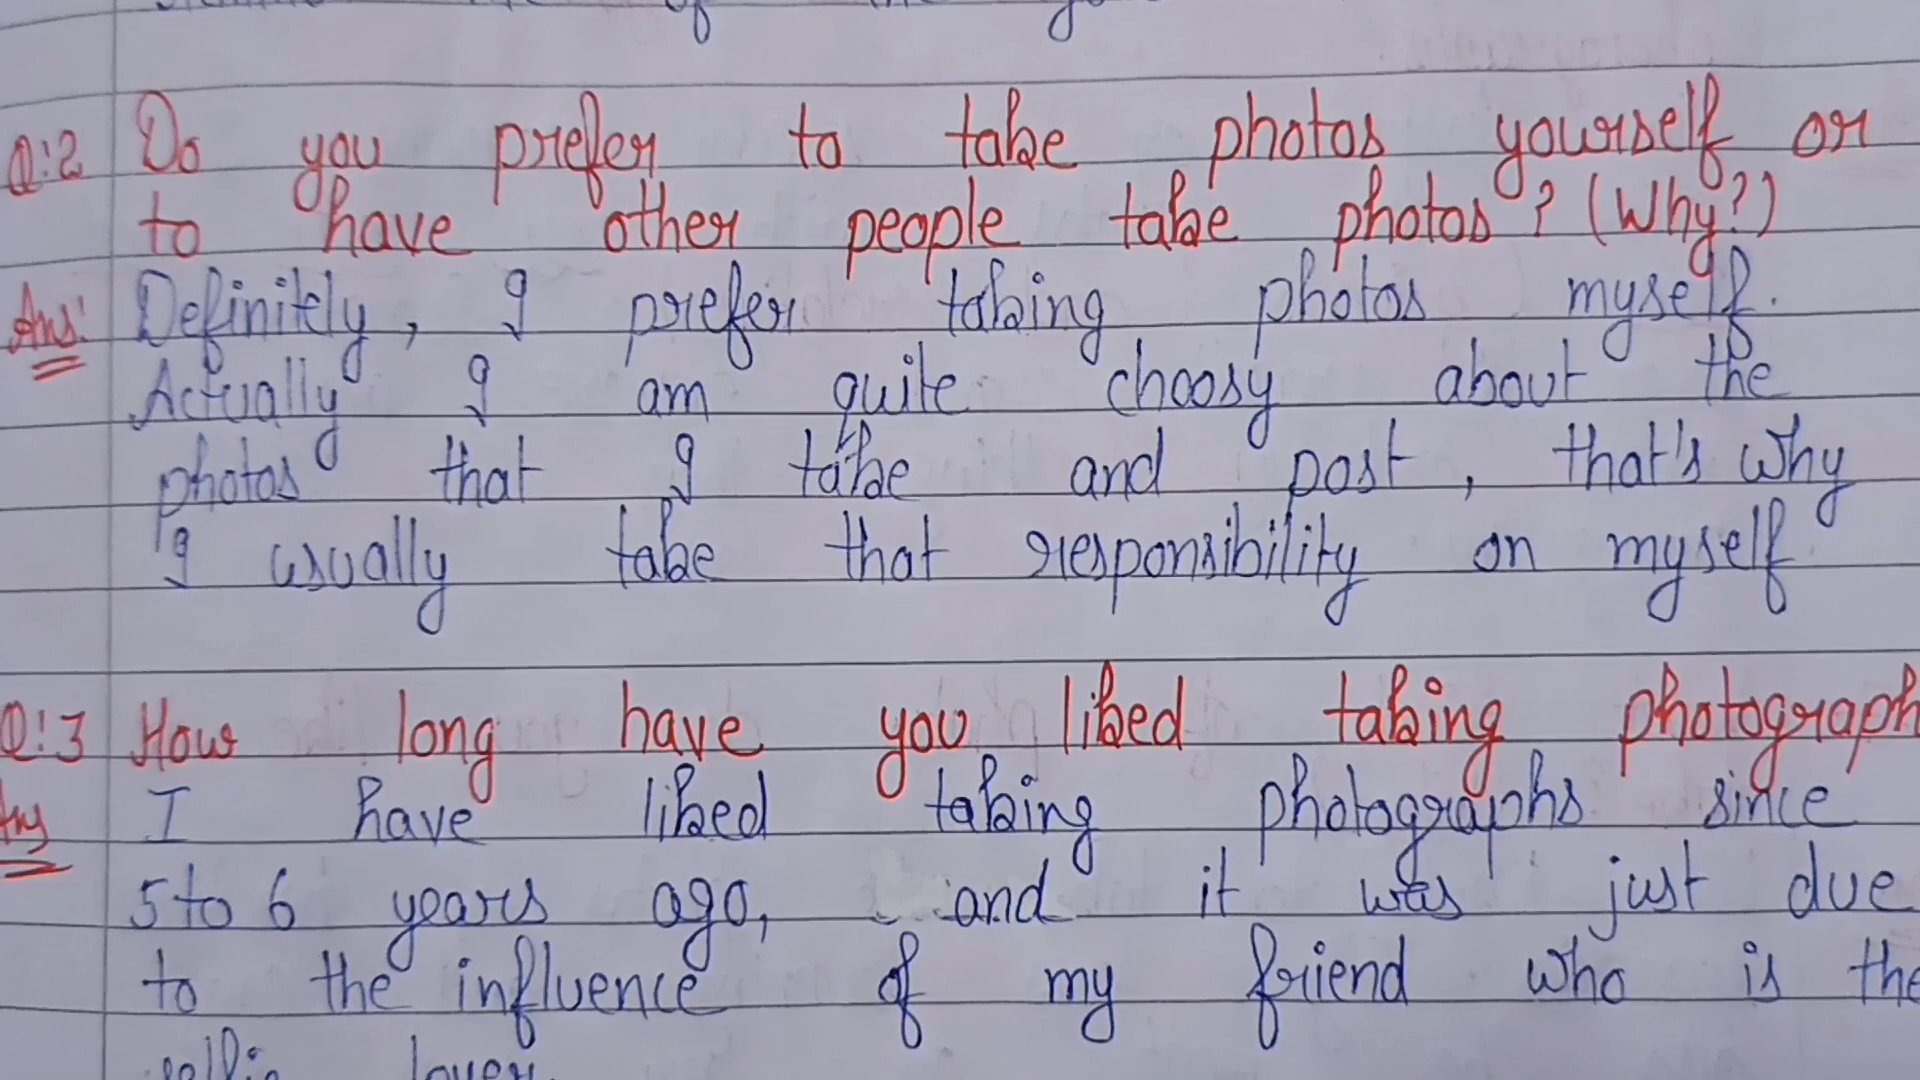 Q:2 Do you prefer to take photos yourself or
to have other people take photos? (Why?)
Ans: Definitely, I prefer taking photos myself.
Actually I am quite choosy about the
photos that I take and post, that's why
I usually take that responsibility on myself
Q:3 How long have you liked taking photograph
Ans I have liked taking photographs since
5 to 6 years ago, and it was just due
to the influence of my friend who is the
selfie lover.